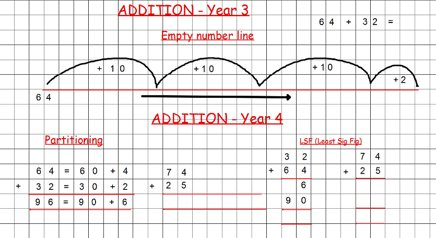 ADDITION - Year 3
64 + 32 =
Empty number line
+10 +10 +10 +2
64
ADDITION - Year 4
Partitioning
LSF (Least Sig Fig)
64 = 60 + 4
+ 32 = 30 + 2
96 = 90 + 6
74
+ 25
32
+ 64
6
90
74
+ 25